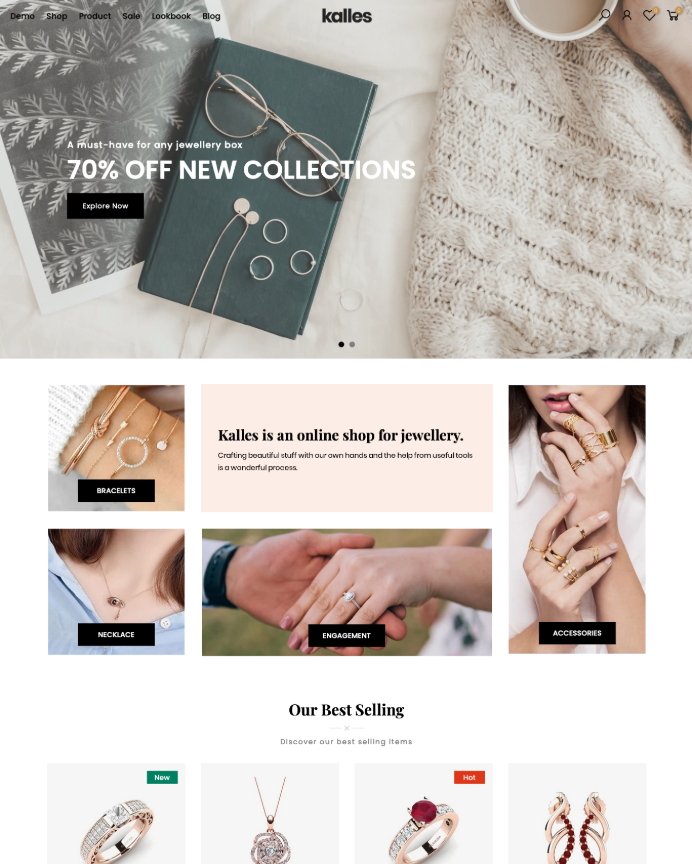 Demo Shop Product Sale Lookbook Blog
kalles
A must-have for any jewellery box
70% OFF NEW COLLECTIONS
Explore Now
BRACELETS
Kalles is an online shop for jewellery.
Crafting beautiful stuff with our own hands and the help from useful tools
is a wonderful process.
NECKLACE
ENGAGEMENT
ACCESSORIES
Our Best Selling
Discover our best selling items
New
Hot